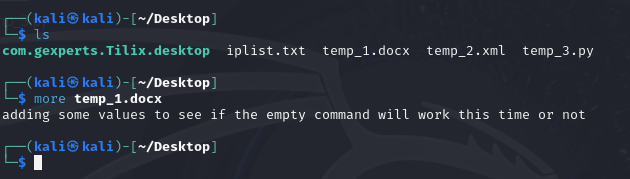 ┌──(kali㉿kali)-[~/Desktop]
└─$ ls
com.gexperts.Tilix.desktop  iplist.txt  temp_1.docx  temp_2.xml  temp_3.py
┌──(kali㉿kali)-[~/Desktop]
└─$ more temp_1.docx
adding some values to see if the empty command will work this time or not
┌──(kali㉿kali)-[~/Desktop]
└─$